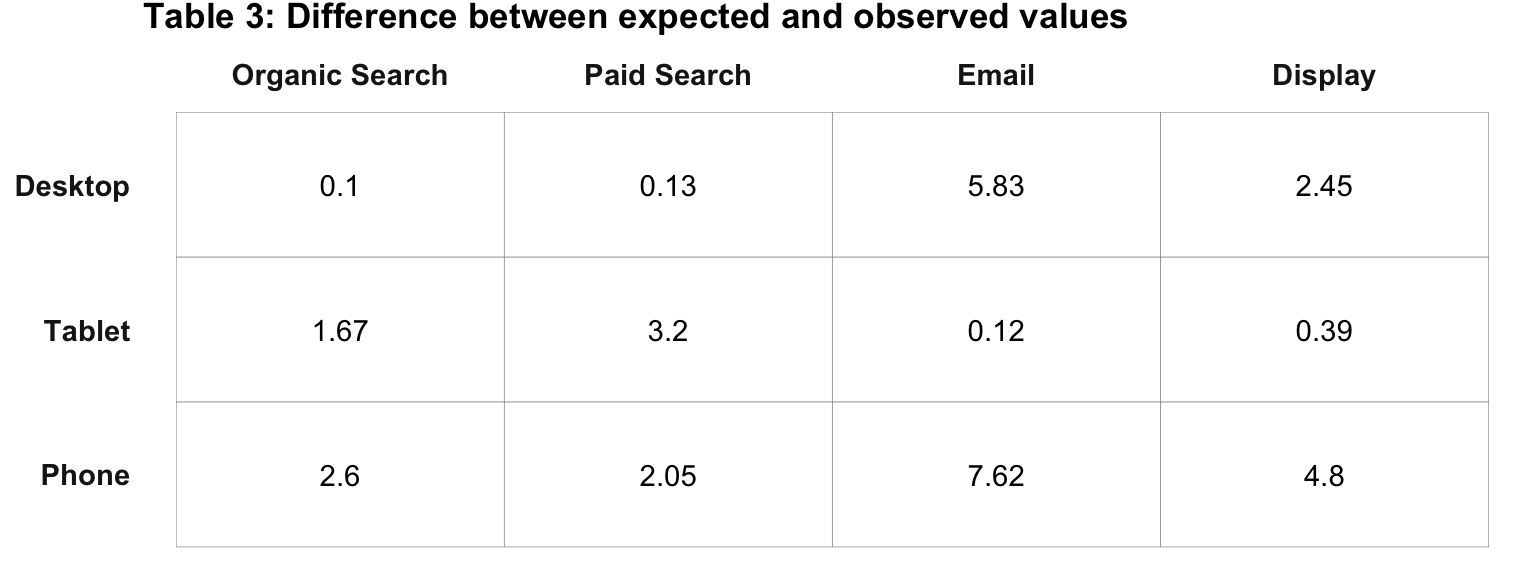 Table 3: Difference between expected and observed values
Organic Search Paid Search Email Display
Desktop 0.1 0.13 5.83 2.45
Tablet 1.67 3.2 0.12 0.39
Phone 2.6 2.05 7.62 4.8